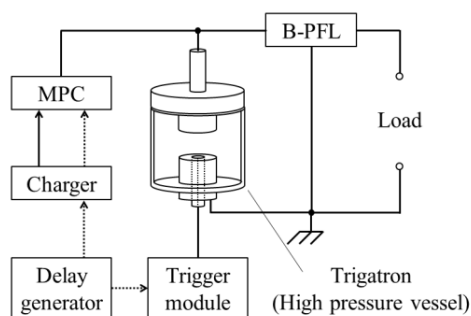 B-PFL
MPC
Load
Charger
Delay
generator
Trigger
module
Trigatron
(High pressure vessel)